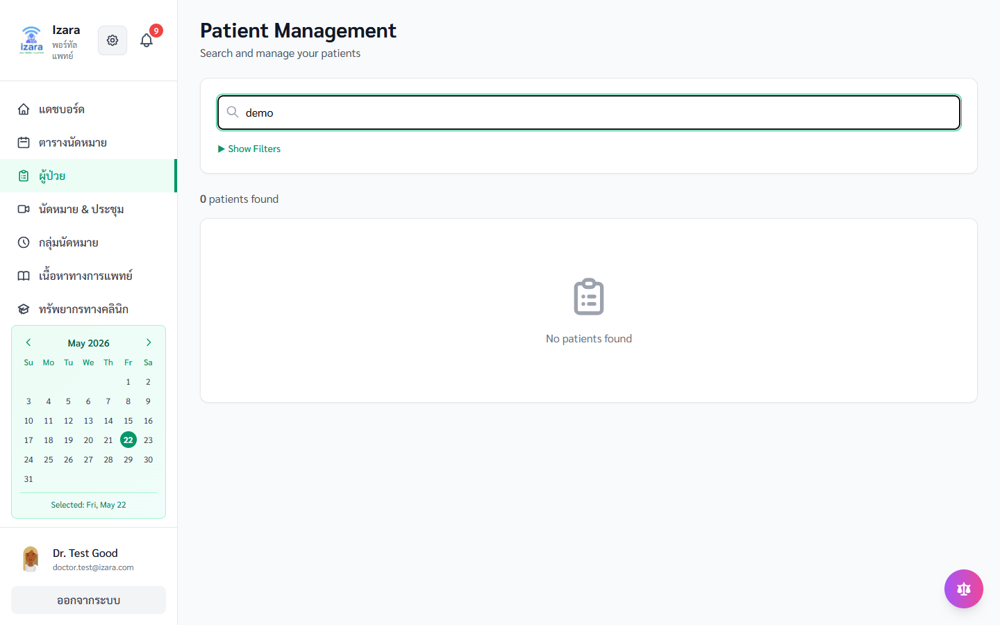 Izara
พอร์ทัล
แพทย์
9
izara
แดชบอร์ด
ตารางนัดหมาย
ผู้ป่วย
นัดหมาย & ประชุม
กลุ่มนัดหมาย
เนื้อหาทางการแพทย์
ทรัพยากรทางคลินิก
May 2026
Su Mo Tu We Th Fr Sa
1 2
3 4 5 6 7 8 9
10 11 12 13 14 15 16
17 18 19 20 21 22 23
24 25 26 27 28 29 30
31
Selected: Fri, May 22
Dr. Test Good
doctor.test@izara.com
ออกจากระบบ
Patient Management
Search and manage your patients
demo
▶ Show Filters
0 patients found
No patients found